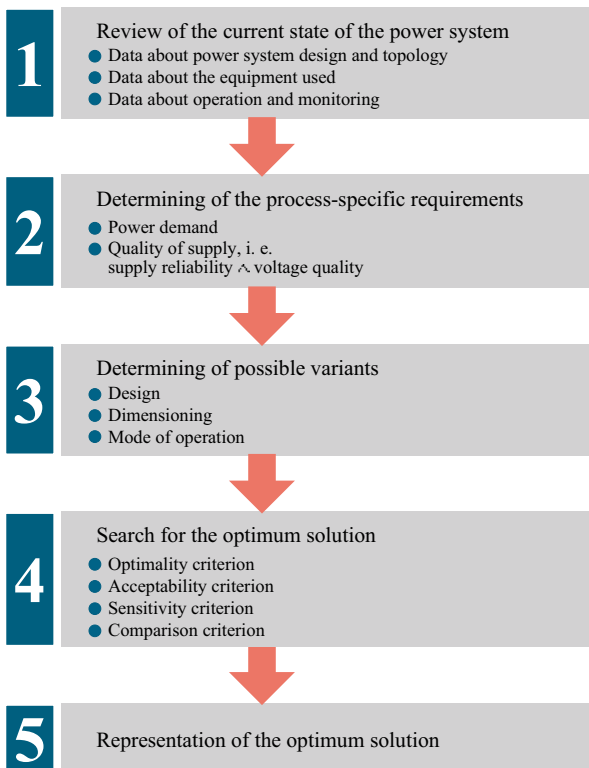 1
Review of the current state of the power system
Data about power system design and topology
Data about the equipment used
Data about operation and monitoring
2
Determining of the process-specific requirements
Power demand
Quality of supply, i. e.
supply reliability ∧ voltage quality
3
Determining of possible variants
Design
Dimensioning
Mode of operation
4
Search for the optimum solution
Optimality criterion
Acceptability criterion
Sensitivity criterion
Comparison criterion
5
Representation of the optimum solution